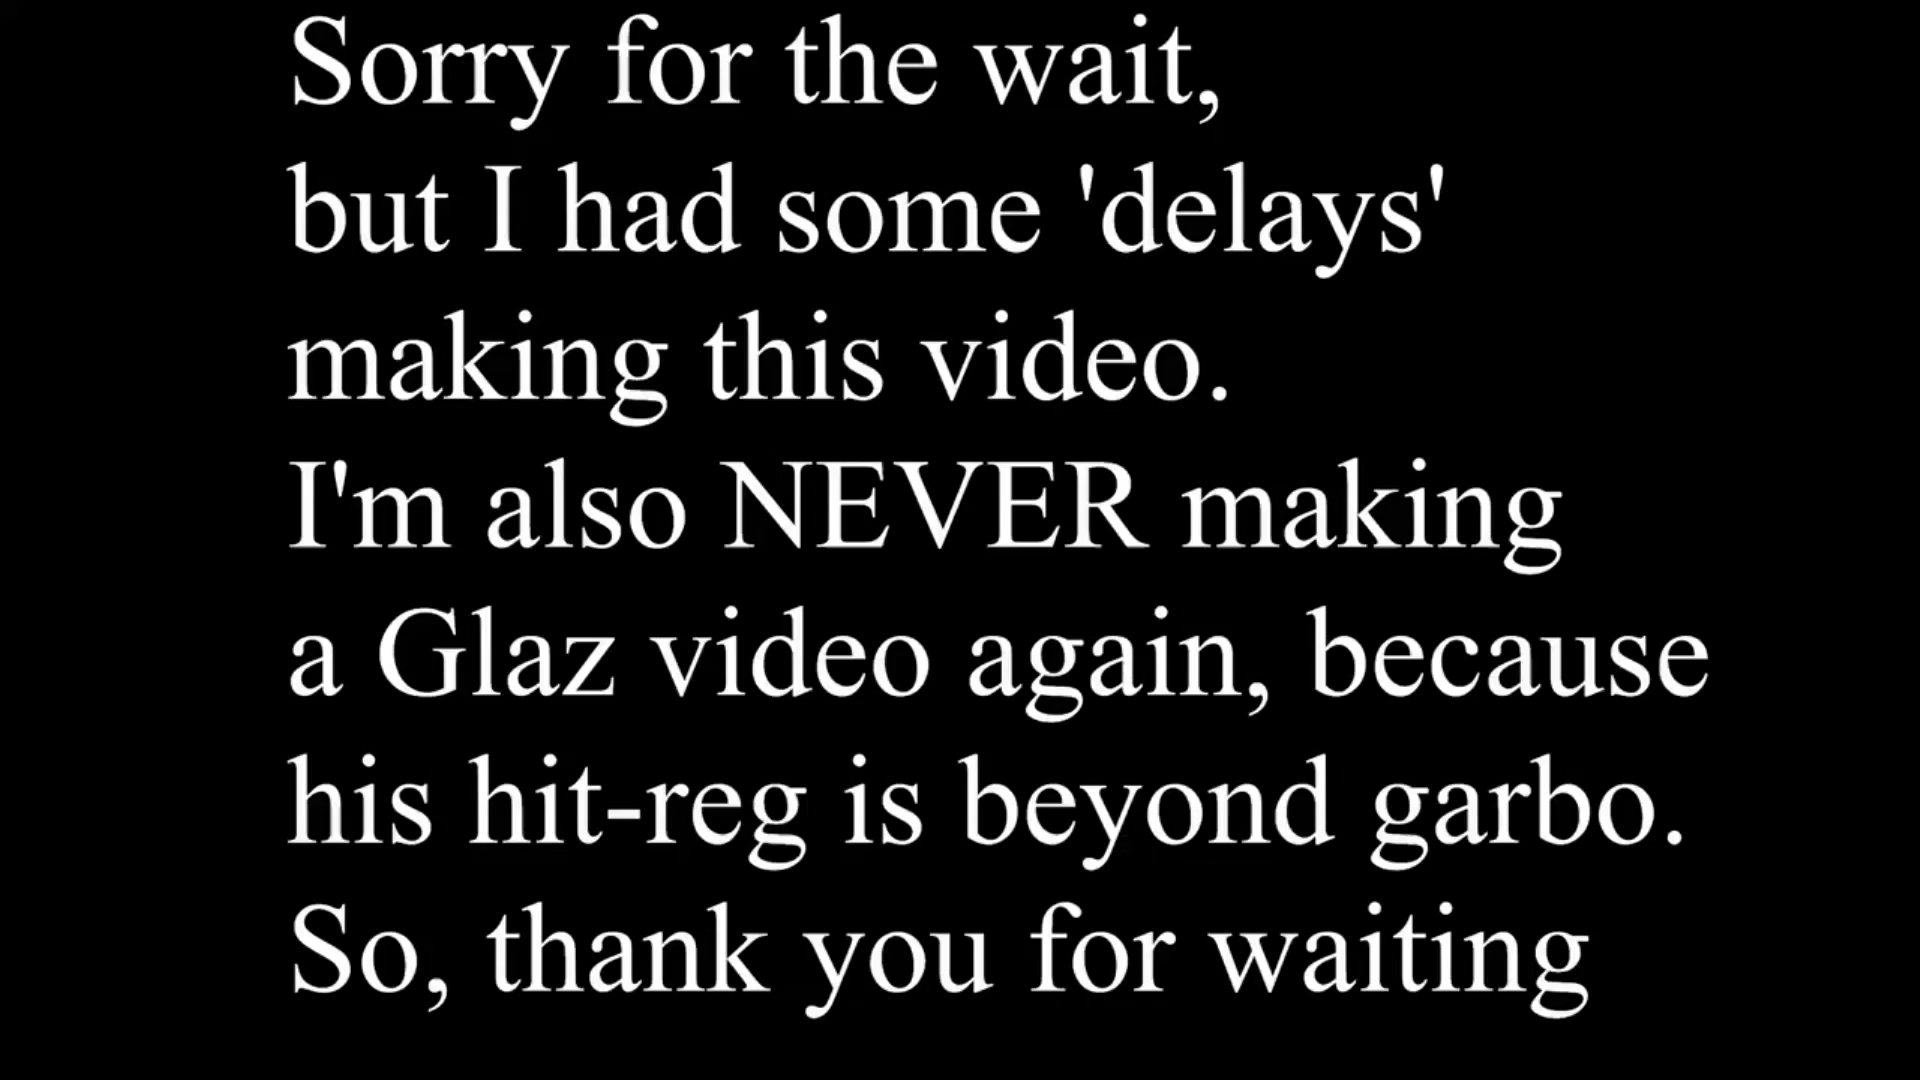 Sorry for the wait,
but I had some 'delays'
making this video.
I'm also NEVER making
a Glaz video again, because
his hit-reg is beyond garbo.
So, thank you for waiting